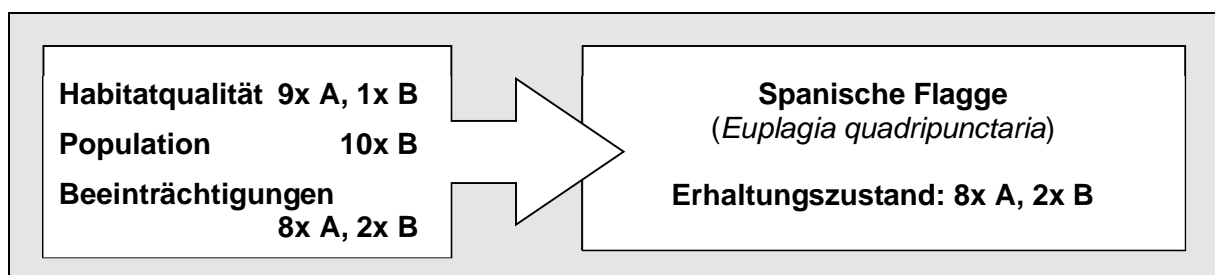 Habitatqualität 9x A, 1x B
Population 10x B
Beeinträchtigungen
8x A, 2x B
Spanische Flagge
(Euplagia quadripunctaria)
Erhaltungszustand: 8x A, 2x B